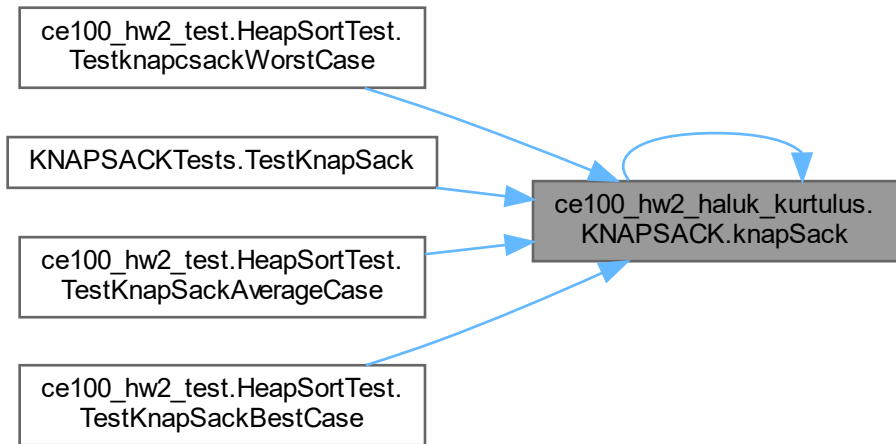 ce100_hw2_test.HeapSortTest.
TestknapcsackWorstCase
KNAPSACKTests.TestKnapSack
ce100_hw2_test.HeapSortTest.
TestKnapSackAverageCase
ce100_hw2_test.HeapSortTest.
TestKnapSackBestCase
ce100_hw2_haluk_kurtulus.
KNAPSACK.knapSack